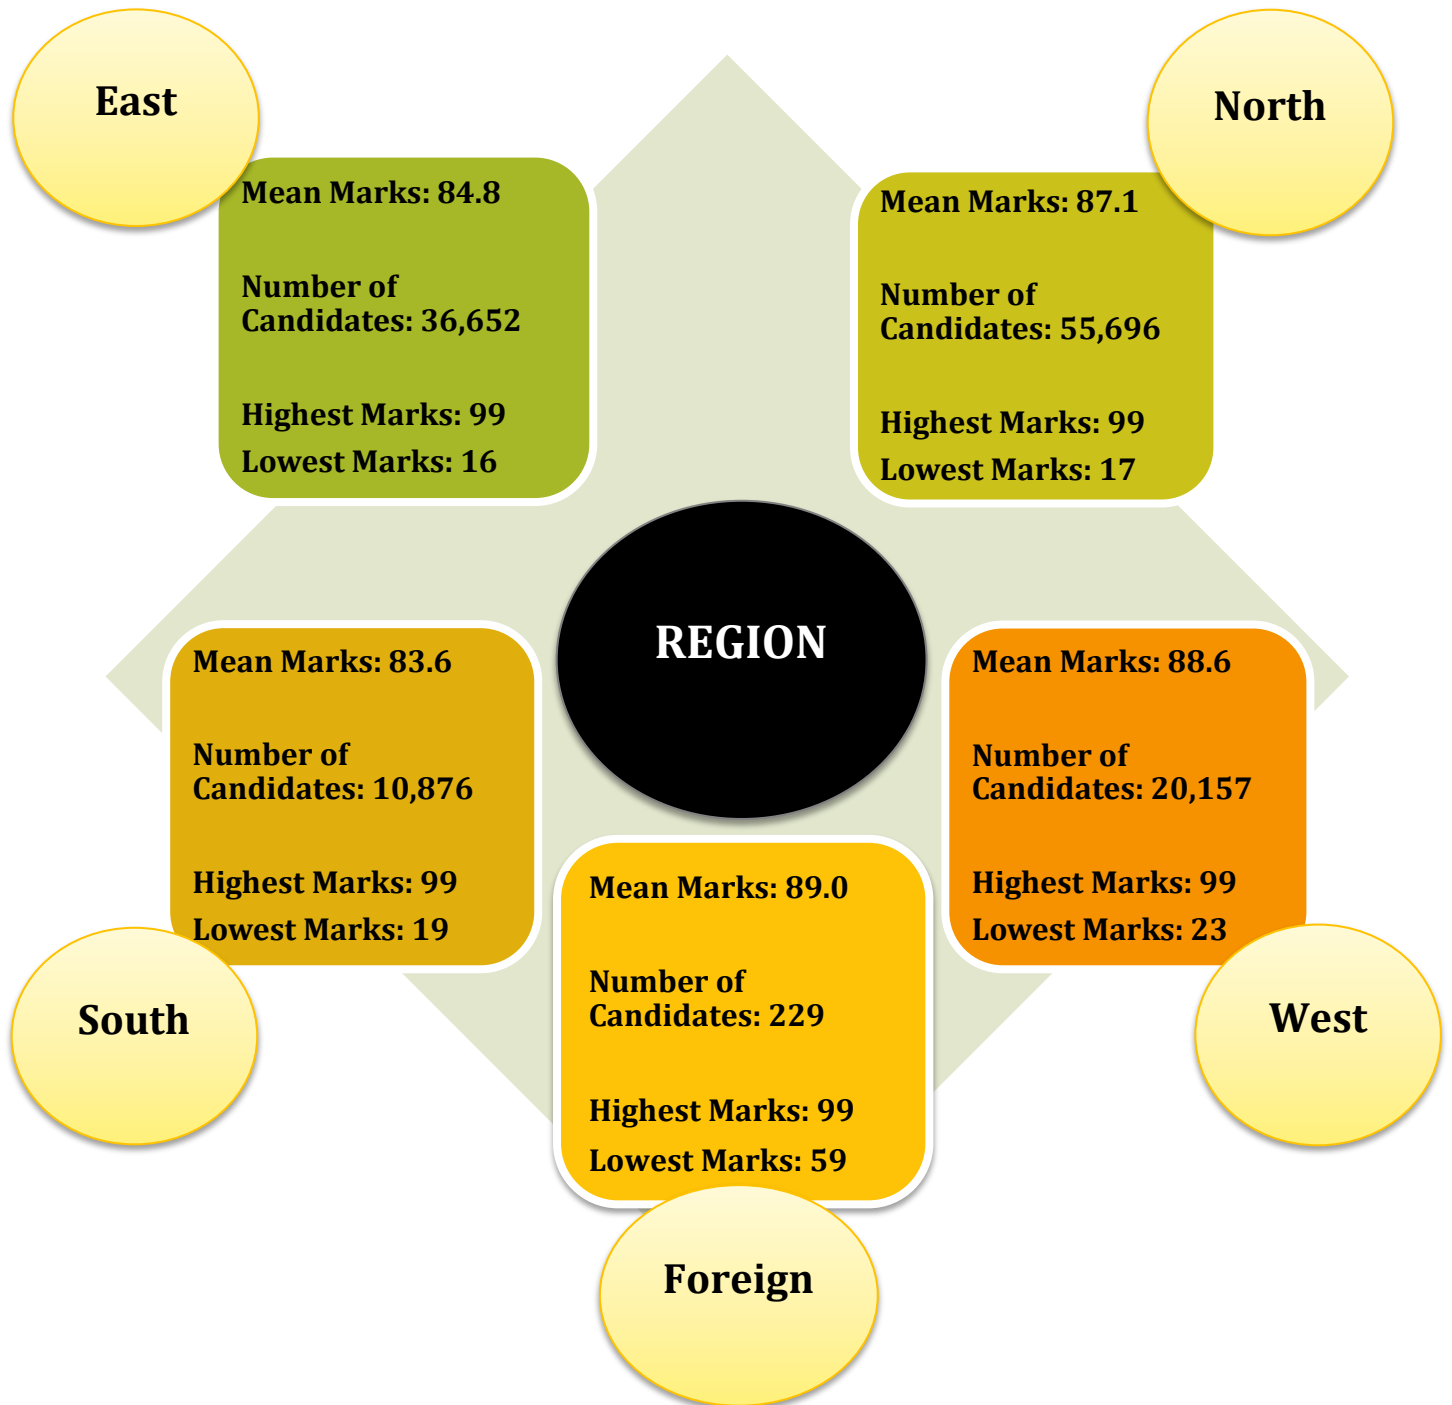 East
Mean Marks: 84.8
Number of
Candidates: 36,652
Highest Marks: 99
Lowest Marks: 16
North
Mean Marks: 87.1
Number of
Candidates: 55,696
Highest Marks: 99
Lowest Marks: 17
REGION
Mean Marks: 83.6
Number of
Candidates: 10,876
Highest Marks: 99
Lowest Marks: 19
South
Mean Marks: 89.0
Number of
Candidates: 229
Highest Marks: 99
Lowest Marks: 59
Foreign
Mean Marks: 88.6
Number of
Candidates: 20,157
Highest Marks: 99
Lowest Marks: 23
West